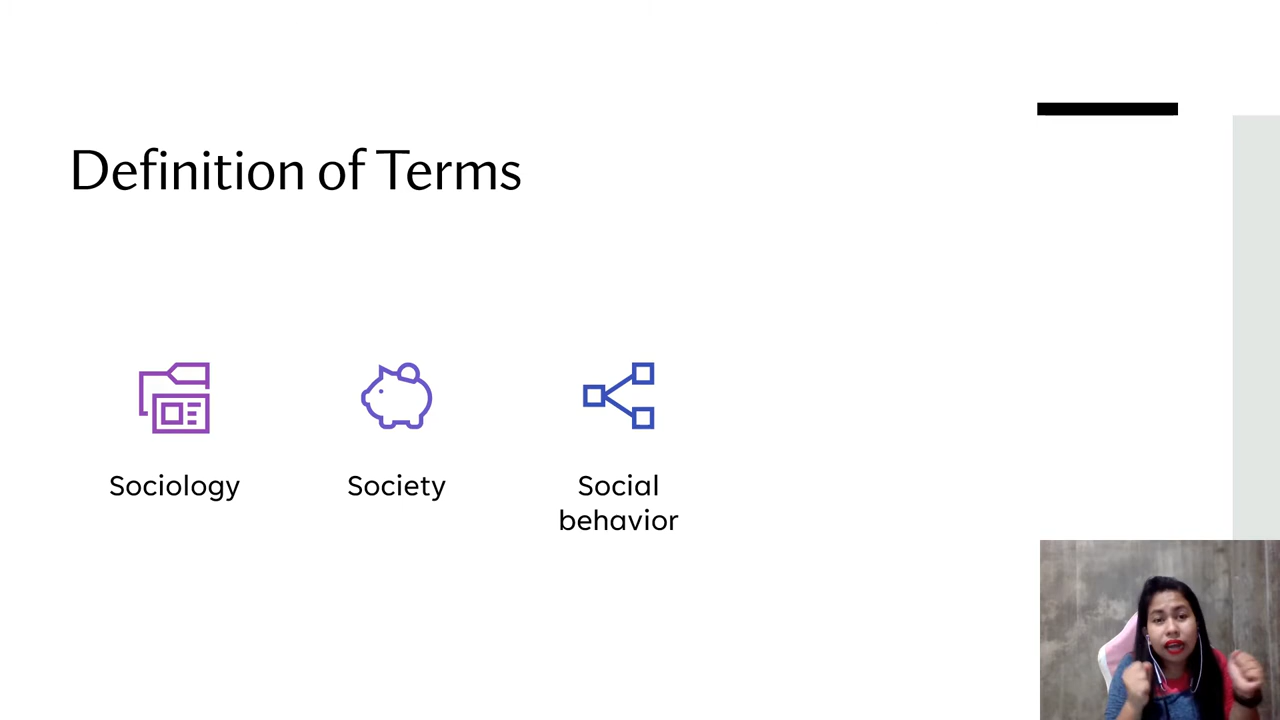 Definition of Terms
Sociology
Society
Social
behavior